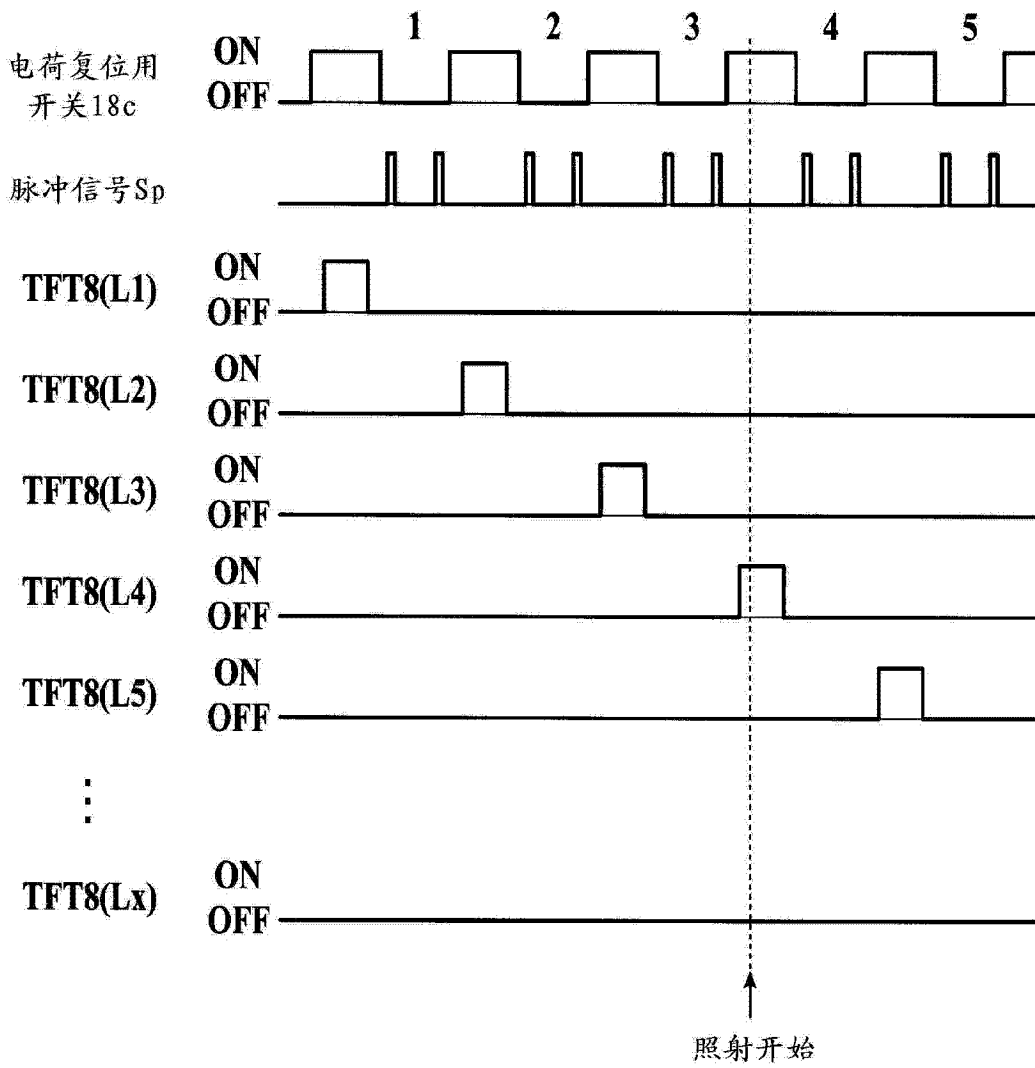 1 2 3 4 5
电荷复位用
开关18c
ON
OFF
脉冲信号Sp
TFT8(L1)
ON
OFF
TFT8(L2)
ON
OFF
TFT8(L3)
ON
OFF
TFT8(L4)
ON
OFF
TFT8(L5)
ON
OFF
⋮
TFT8(Lx)
ON
OFF
照射开始